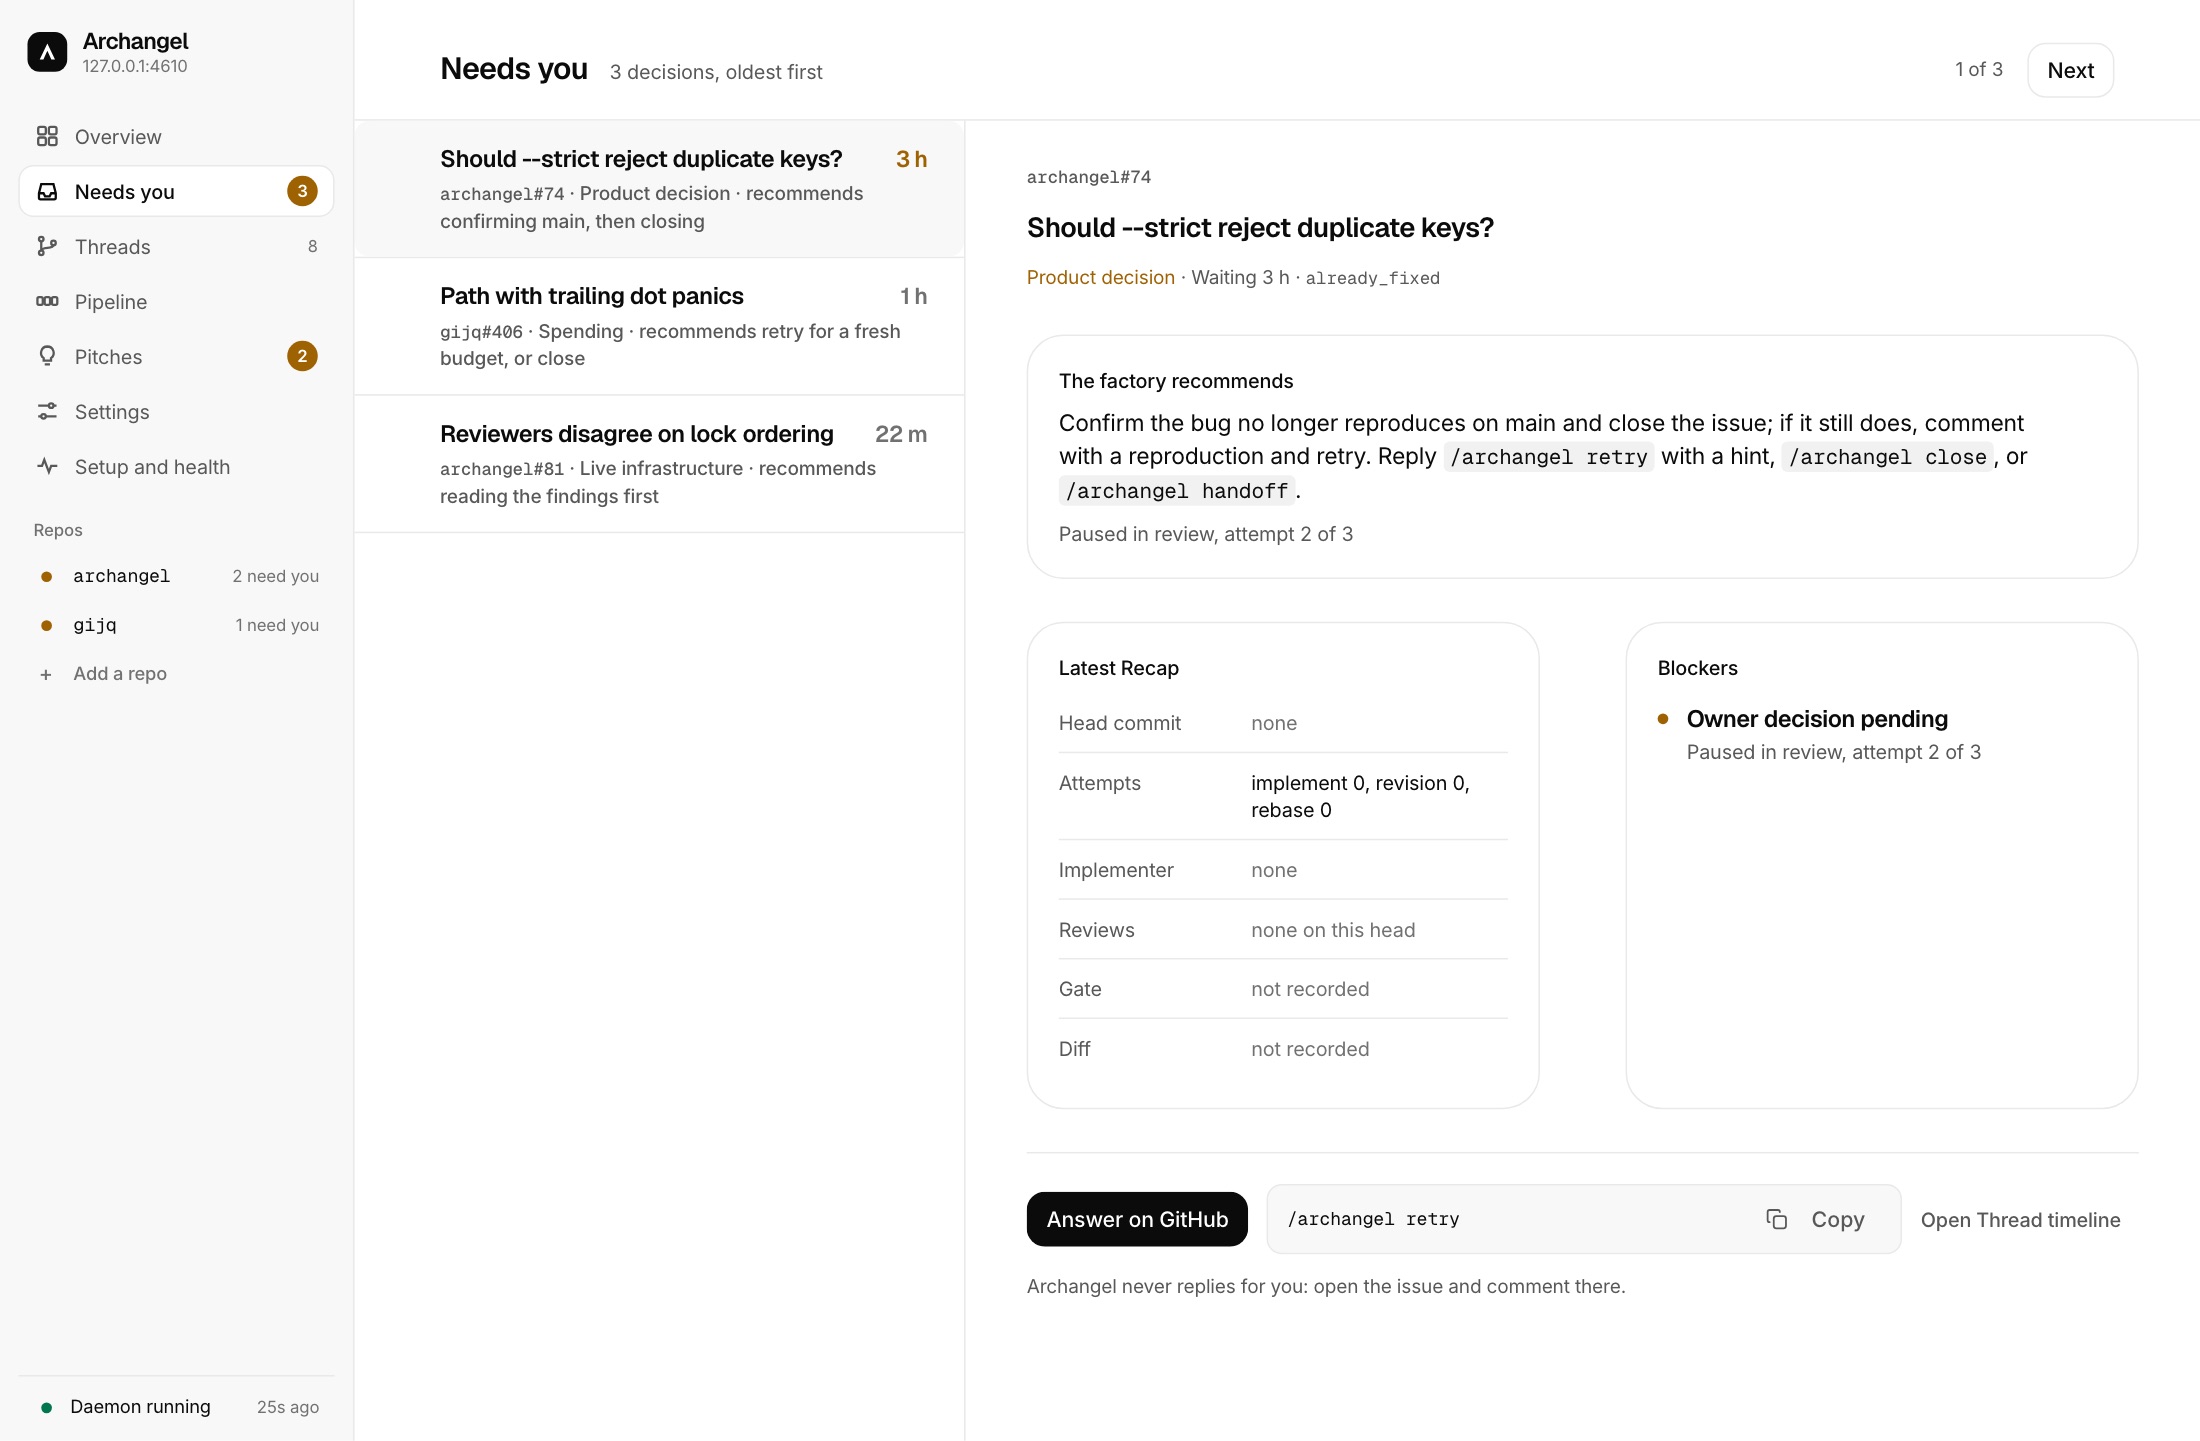 Archangel
127.0.0.1:4610
Overview
Needs you 3
Threads 8
Pipeline
Pitches 2
Settings
Setup and health
Repos
archangel 2 need you
gijq 1 need you
+ Add a repo
Daemon running 25s ago
Needs you 3 decisions, oldest first
1 of 3 Next
Should --strict reject duplicate keys? 3 h
archangel#74 · Product decision · recommends
confirming main, then closing
Path with trailing dot panics 1 h
gijq#406 · Spending · recommends retry for a fresh
budget, or close
Reviewers disagree on lock ordering 22 m
archangel#81 · Live infrastructure · recommends
reading the findings first
archangel#74
Should --strict reject duplicate keys?
Product decision · Waiting 3 h · already_fixed
The factory recommends
Confirm the bug no longer reproduces on main and close the issue; if it still does, comment
with a reproduction and retry. Reply /archangel retry with a hint, /archangel close, or
/archangel handoff.
Paused in review, attempt 2 of 3
Latest Recap
Head commit none
Attempts implement 0, revision 0,
rebase 0
Implementer none
Reviews none on this head
Gate not recorded
Diff not recorded
Blockers
Owner decision pending
Paused in review, attempt 2 of 3
Answer on GitHub /archangel retry Copy Open Thread timeline
Archangel never replies for you: open the issue and comment there.